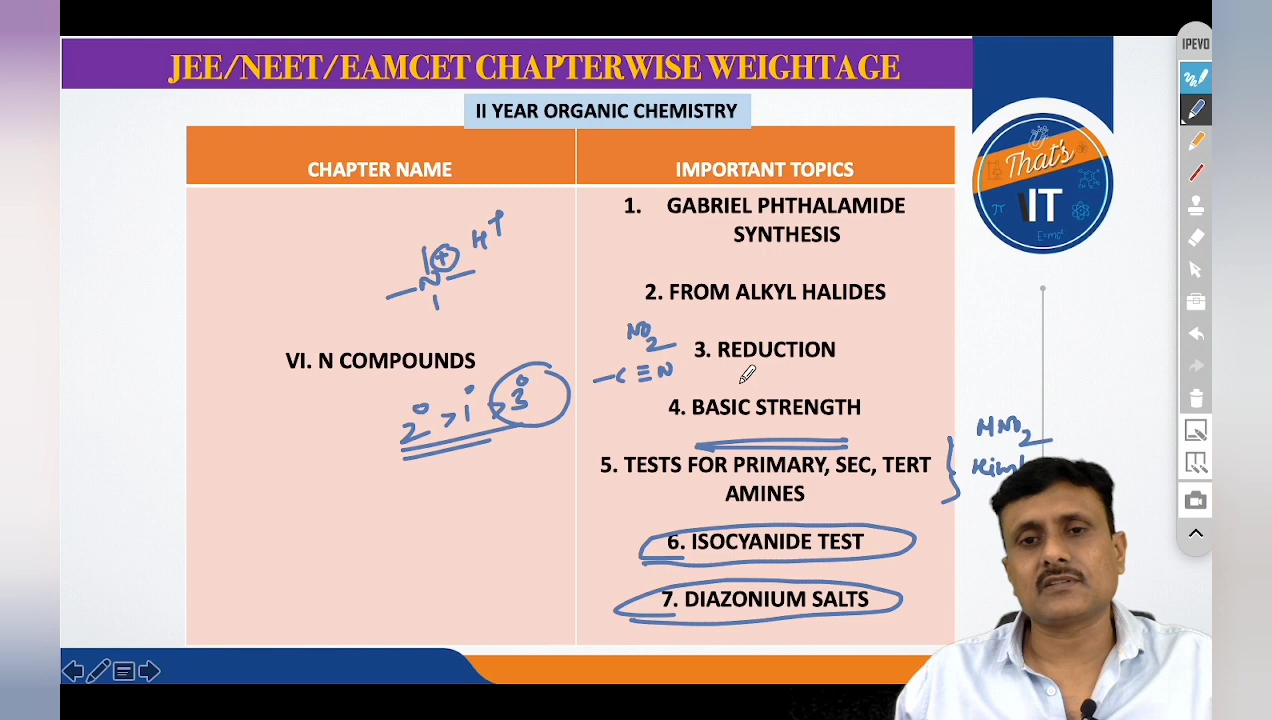 JEE/NEET/EAMCET CHAPTERWISE WEIGHTAGE
II YEAR ORGANIC CHEMISTRY
CHAPTER NAME
IMPORTANT TOPICS
1. GABRIEL PHTHALAMIDE
SYNTHESIS
2. FROM ALKYL HALIDES
3. REDUCTION
4. BASIC STRENGTH
5. TESTS FOR PRIMARY, SEC, TERT
AMINES
6. ISOCYANIDE TEST
7. DIAZONIUM SALTS
VI. N COMPOUNDS
N
+
2° > 1° > 3°
NO2
–C≡N
HNO2
That's
IIT
E=mc²
IPEVO